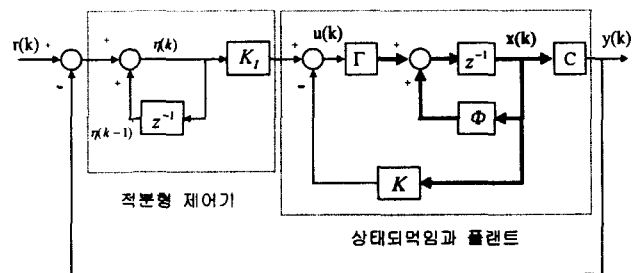 r(k)
+
-
+
+
η(k)
η(k-1)
z⁻¹
K_I
+
-
u(k)
Γ
+
+
z⁻¹
x(k)
C
y(k)
Φ
K
적분형 제어기
상태되먹임과 플랜트